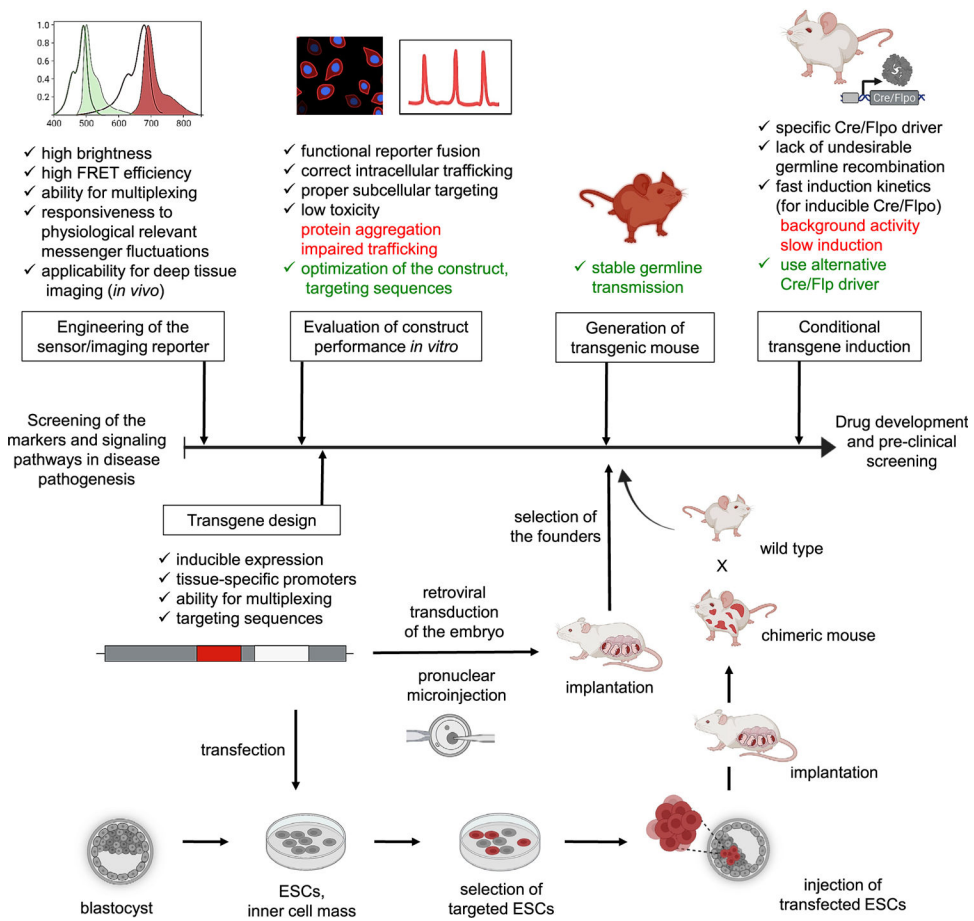 1.0
0.8
0.6
0.4
0.2
400 500 600 700 800
✓ high brightness
✓ high FRET efficiency
✓ ability for multiplexing
✓ responsiveness to
physiological relevant
messenger fluctuations
✓ applicability for deep tissue
imaging (in vivo)
✓ functional reporter fusion
✓ correct intracellular trafficking
✓ proper subcellular targeting
✓ low toxicity
protein aggregation
impaired trafficking
✓ optimization of the construct,
targeting sequences
✓ stable germline
transmission
Cre/Flpo
✓ specific Cre/Flpo driver
✓ lack of undesirable
germline recombination
✓ fast induction kinetics
(for inducible Cre/Flpo)
background activity
slow induction
✓ use alternative
Cre/Flp driver
Engineering of the
sensor/imaging reporter
Evaluation of construct
performance in vitro
Generation of
transgenic mouse
Conditional
transgene induction
Screening of the
markers and signaling
pathways in disease
pathogenesis
Drug development
and pre-clinical
screening
Transgene design
✓ inducible expression
✓ tissue-specific promoters
✓ ability for multiplexing
✓ targeting sequences
selection of
the founders
wild type
X
chimeric mouse
retroviral
transduction
of the embryo
pronuclear
microinjection
implantation
transfection
implantation
blastocyst
ESCs,
inner cell mass
selection of
targeted ESCs
injection of
transfected ESCs